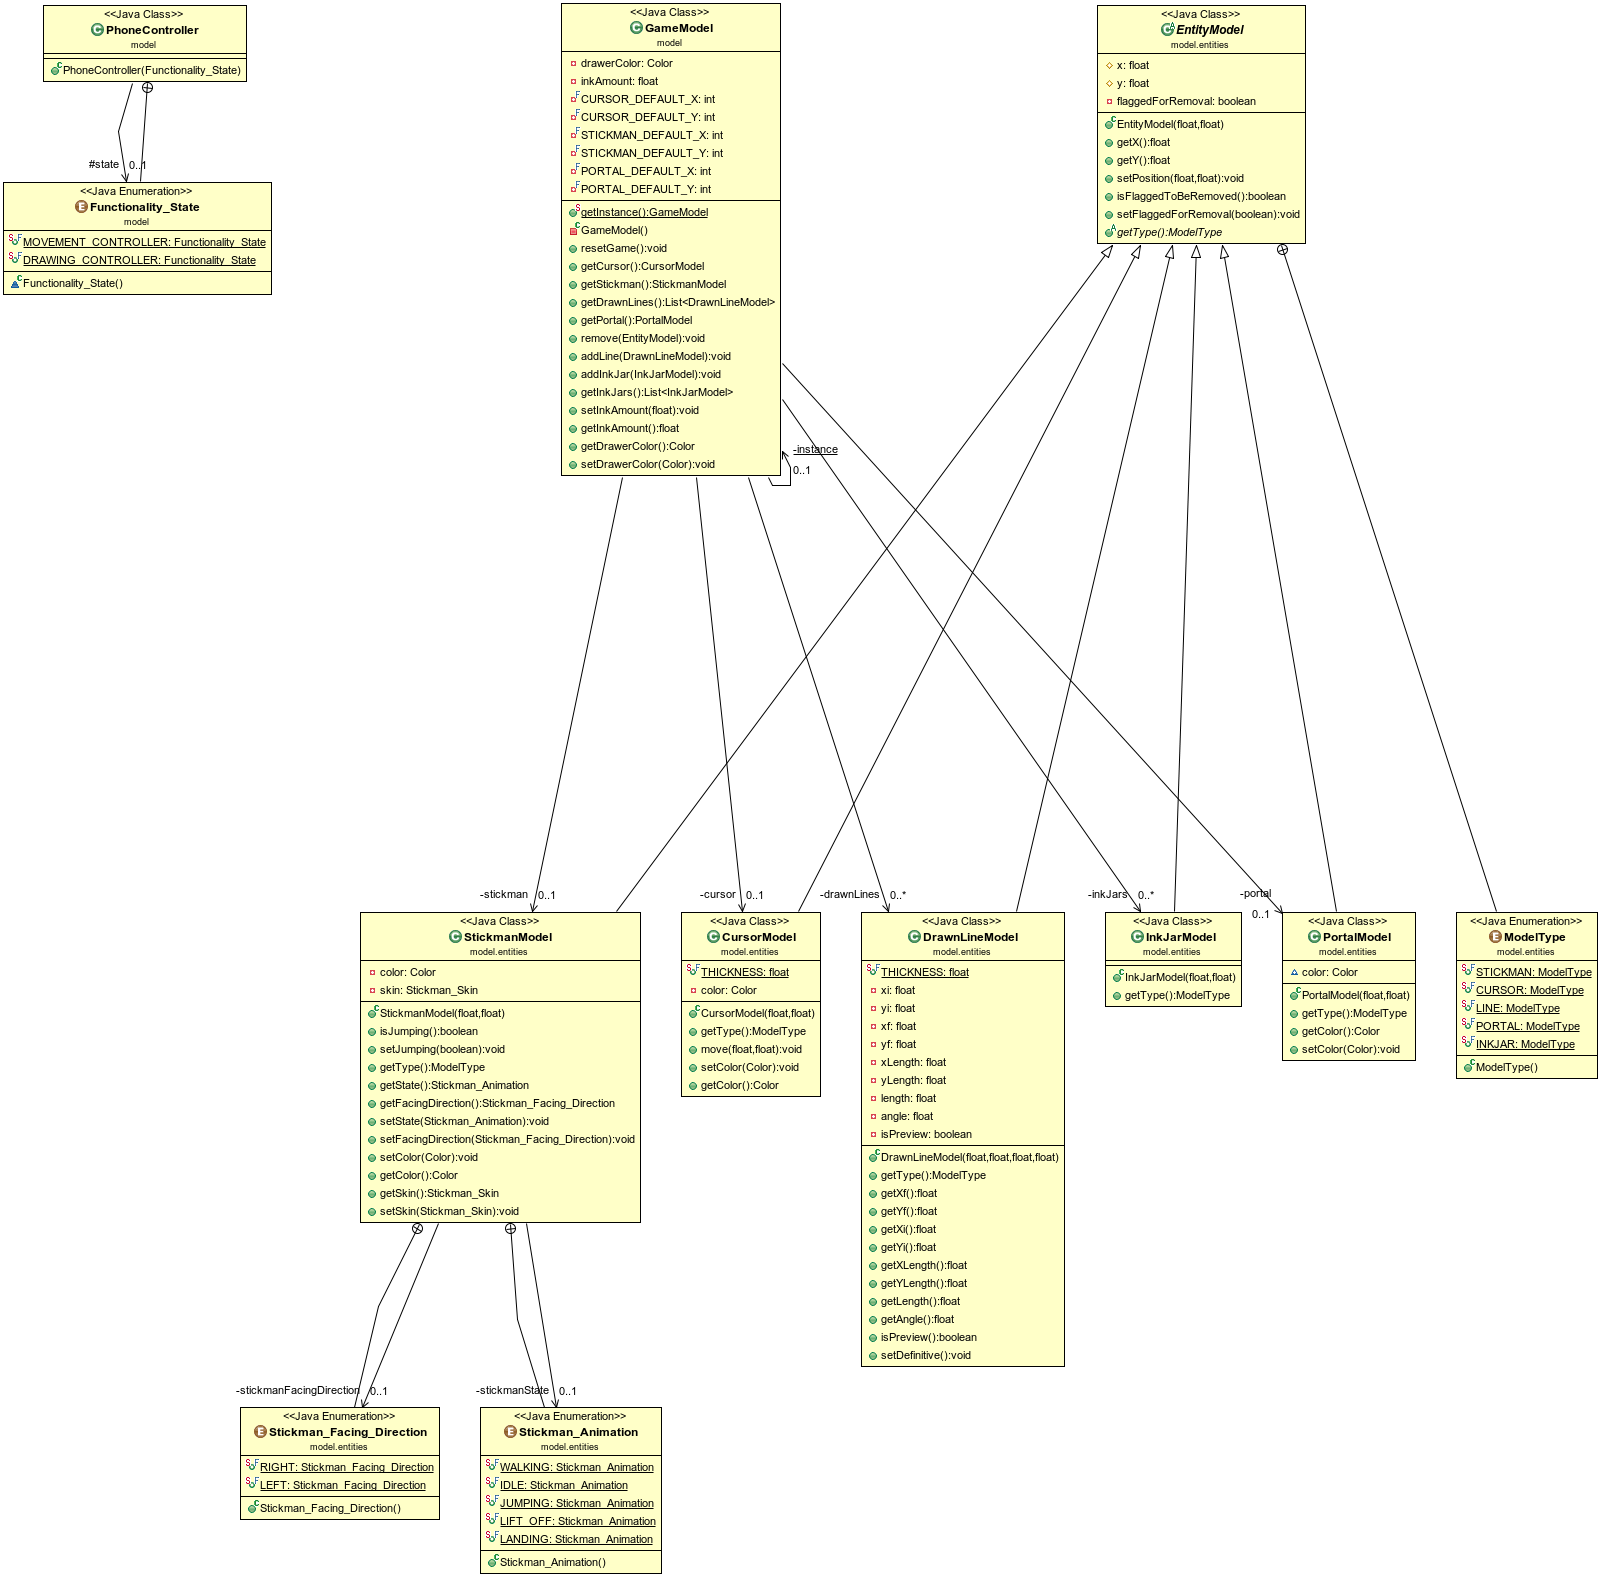 <<Java Class>>
PhoneController
model
PhoneController(Functionality_State)
#state
0..1
<<Java Enumeration>>
Functionality_State
model
MOVEMENT_CONTROLLER: Functionality_State
DRAWING_CONTROLLER: Functionality_State
Functionality_State()
<<Java Class>>
GameModel
model
drawerColor: Color
inkAmount: float
CURSOR_DEFAULT_X: int
CURSOR_DEFAULT_Y: int
STICKMAN_DEFAULT_X: int
STICKMAN_DEFAULT_Y: int
PORTAL_DEFAULT_X: int
PORTAL_DEFAULT_Y: int
getInstance():GameModel
GameModel()
resetGame():void
getCursor():CursorModel
getStickman():StickmanModel
getDrawnLines():List<DrawnLineModel>
getPortal():PortalModel
remove(EntityModel):void
addLine(DrawnLineModel):void
addInkJar(InkJarModel):void
getInkJars():List<InkJarModel>
setInkAmount(float):void
getInkAmount():float
getDrawerColor():Color
setDrawerColor(Color):void
-instance
0..1
<<Java Class>>
EntityModel
model.entities
x: float
y: float
flaggedForRemoval: boolean
EntityModel(float,float)
getX():float
getY():float
setPosition(float,float):void
isFlaggedToBeRemoved():boolean
setFlaggedForRemoval(boolean):void
getType():ModelType
-stickman
0..1
-cursor
0..1
-drawnLines
0..*
-inkJars
0..*
-portal
0..1
<<Java Class>>
StickmanModel
model.entities
color: Color
skin: Stickman_Skin
StickmanModel(float,float)
isJumping():boolean
setJumping(boolean):void
getType():ModelType
getState():Stickman_Animation
getFacingDirection():Stickman_Facing_Direction
setState(Stickman_Animation):void
setFacingDirection(Stickman_Facing_Direction):void
setColor(Color):void
getColor():Color
getSkin():Stickman_Skin
setSkin(Stickman_Skin):void
<<Java Class>>
CursorModel
model.entities
THICKNESS: float
color: Color
CursorModel(float,float)
getType():ModelType
move(float,float):void
setColor(Color):void
getColor():Color
<<Java Class>>
DrawnLineModel
model.entities
THICKNESS: float
xi: float
yi: float
xf: float
yf: float
xLength: float
yLength: float
length: float
angle: float
isPreview: boolean
DrawnLineModel(float,float,float,float)
getType():ModelType
getXf():float
getYf():float
getXi():float
getYi():float
getXLength():float
getYLength():float
getLength():float
getAngle():float
isPreview():boolean
setDefinitive():void
<<Java Class>>
InkJarModel
model.entities
InkJarModel(float,float)
getType():ModelType
<<Java Class>>
PortalModel
model.entities
color: Color
PortalModel(float,float)
getType():ModelType
getColor():Color
setColor(Color):void
<<Java Enumeration>>
ModelType
model.entities
STICKMAN: ModelType
CURSOR: ModelType
LINE: ModelType
PORTAL: ModelType
INKJAR: ModelType
ModelType()
-stickmanFacingDirection
0..1
-stickmanState
0..1
<<Java Enumeration>>
Stickman_Facing_Direction
model.entities
RIGHT: Stickman_Facing_Direction
LEFT: Stickman_Facing_Direction
Stickman_Facing_Direction()
<<Java Enumeration>>
Stickman_Animation
model.entities
WALKING: Stickman_Animation
IDLE: Stickman_Animation
JUMPING: Stickman_Animation
LIFT_OFF: Stickman_Animation
LANDING: Stickman_Animation
Stickman_Animation()